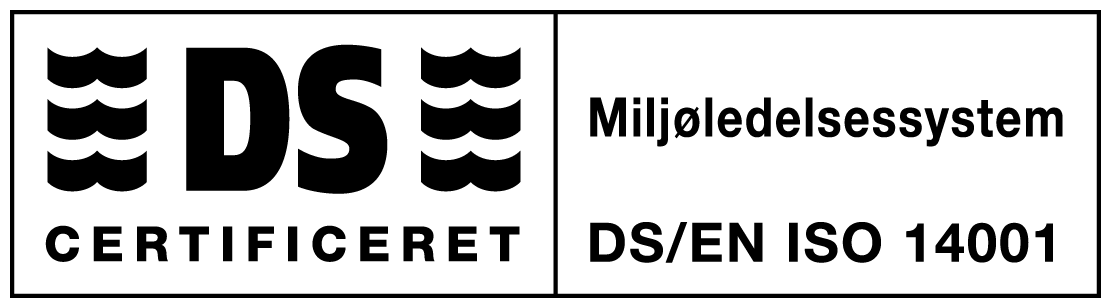 DS
CERTIFICERET
Miljøledelsessystem
DS/EN ISO 14001